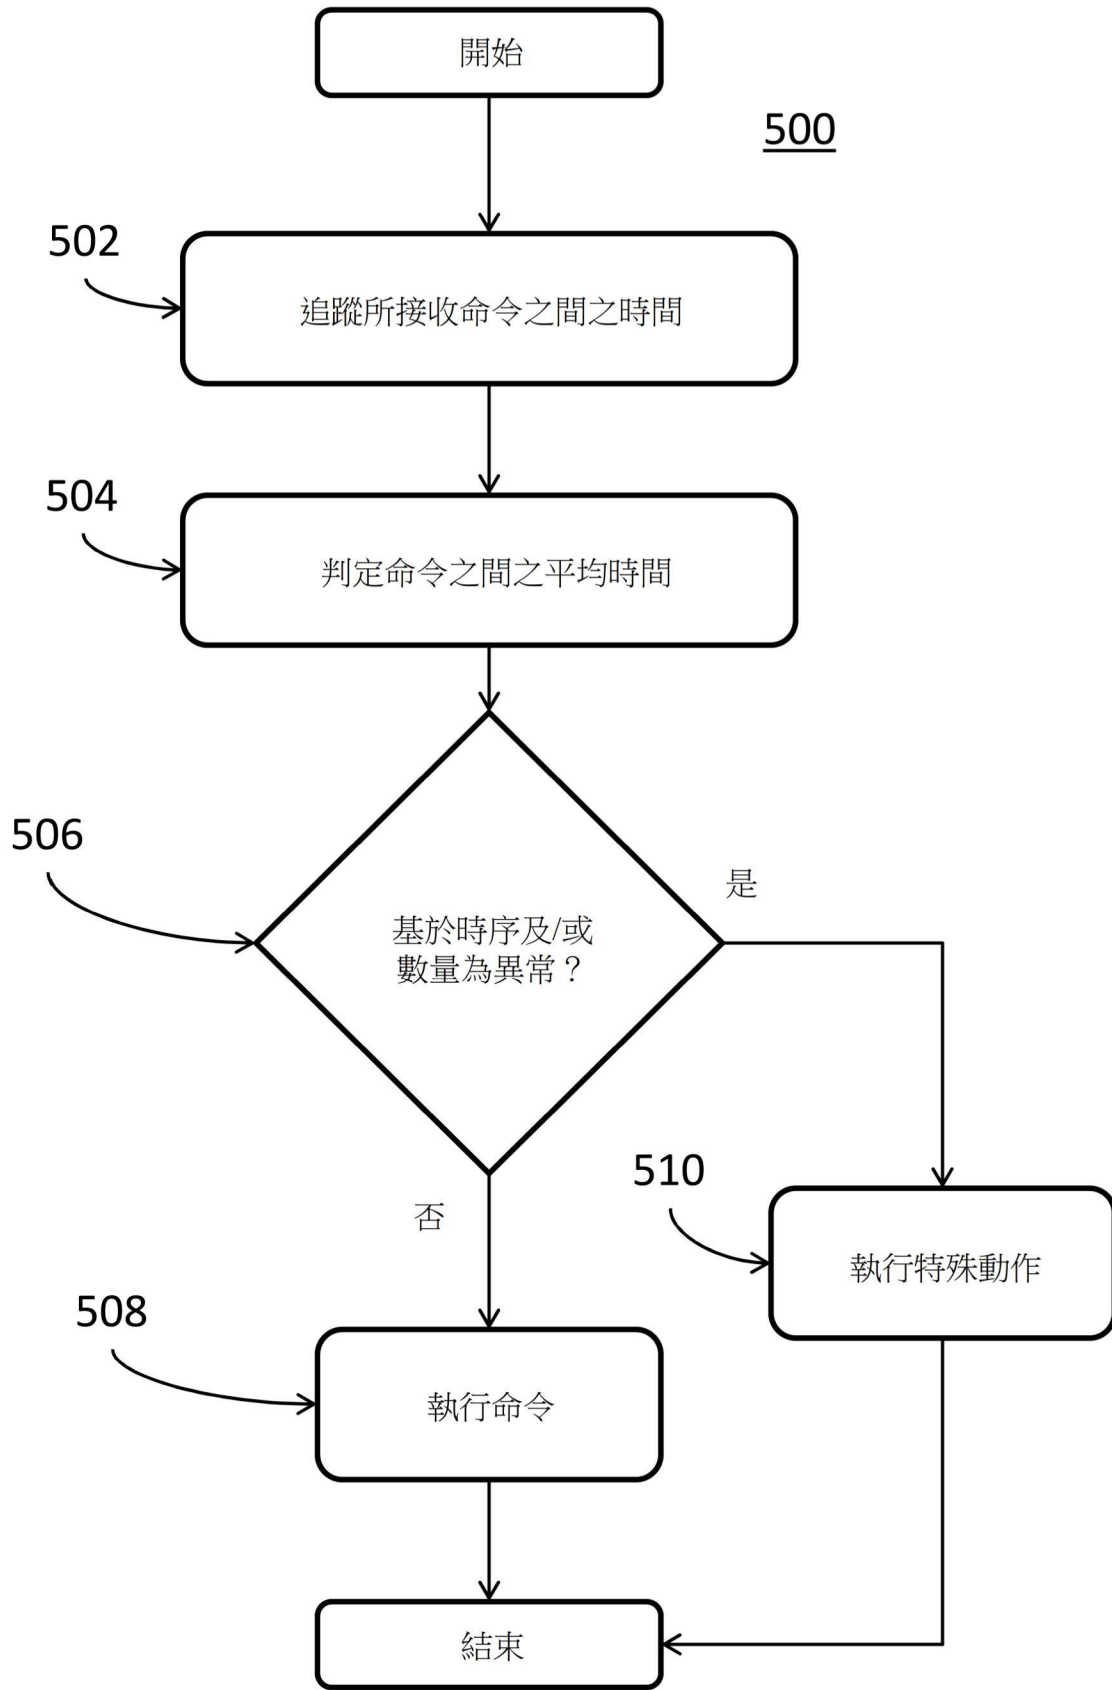 開始
500
502
追蹤所接收命令之間之時間
504
判定命令之間之平均時間
506
是
基於時序及/或
數量為異常？
510
否
執行特殊動作
508
執行命令
結束